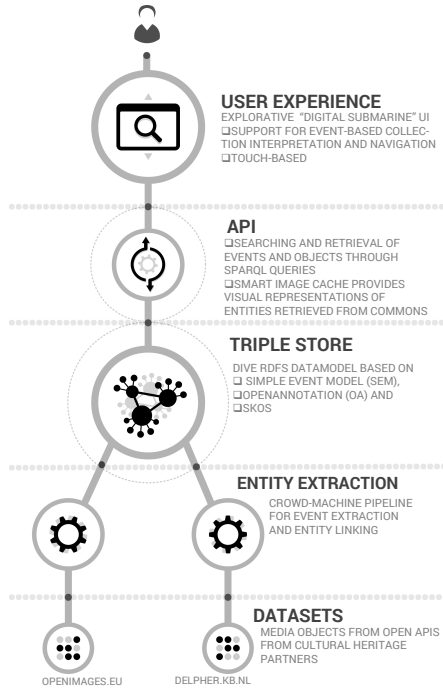 USER EXPERIENCE
EXPLORATIVE "DIGITAL SUBMARINE" UI
❑SUPPORT FOR EVENT-BASED COLLEC-
TION INTERPRETATION AND NAVIGATION
❑TOUCH-BASED
API
❑SEARCHING AND RETRIEVAL OF
EVENTS AND OBJECTS THROUGH
SPARQL QUERIES
❑SMART IMAGE CACHE PROVIDES
VISUAL REPRESENTATIONS OF
ENTITIES RETRIEVED FROM COMMONS
TRIPLE STORE
DIVE RDFS DATAMODEL BASED ON
❑ SIMPLE EVENT MODEL (SEM),
❑OPENANNOTATION (OA) AND
❑SKOS
ENTITY EXTRACTION
CROWD-MACHINE PIPELINE
FOR EVENT EXTRACTION
AND ENTITY LINKING
DATASETS
MEDIA OBJECTS FROM OPEN APIS
FROM CULTURAL HERITAGE
PARTNERS
OPENIMAGES.EU
DELPHER.KB.NL